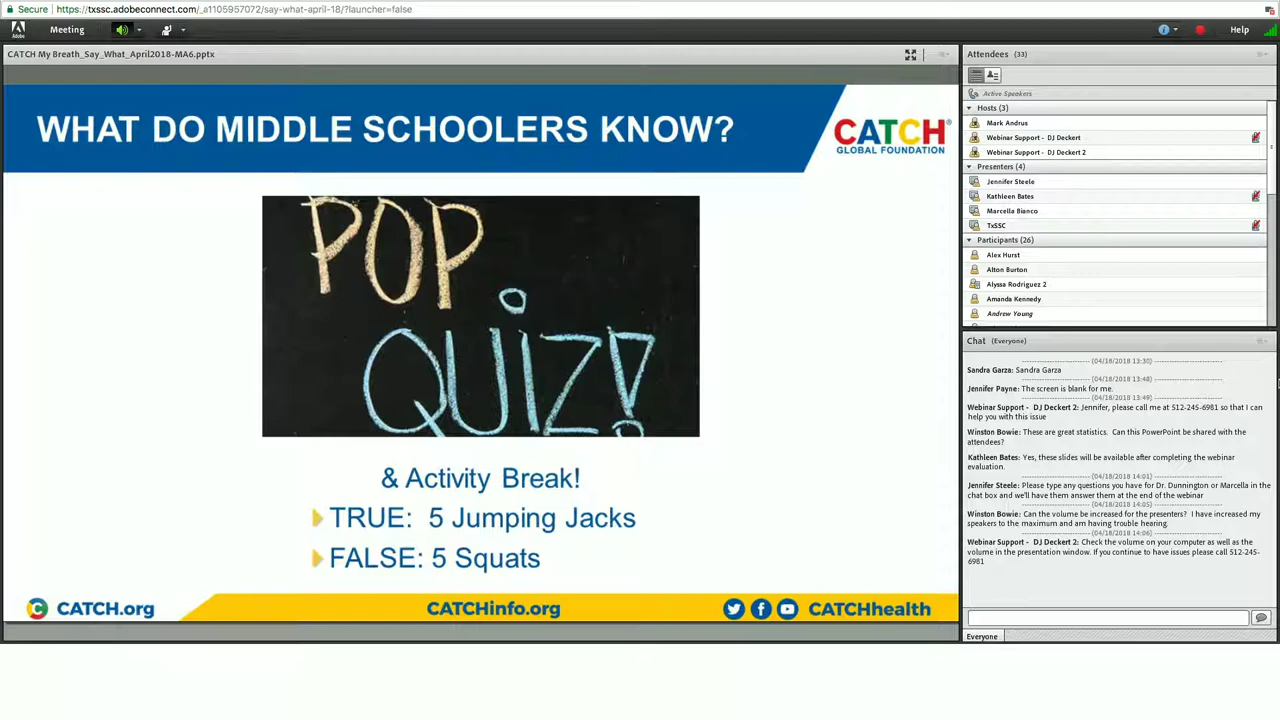 Secure
https://txssc.adobeconnect.com/_a1105957072/say-what-april-18/?launcher=false
Adobe
Meeting
Help
CATCH My Breath_Say_What_April2018-MA6.pptx
WHAT DO MIDDLE SCHOOLERS KNOW?
CATCH®
GLOBAL FOUNDATION
POP
QUIZ!
& Activity Break!
TRUE: 5 Jumping Jacks
FALSE: 5 Squats
CATCH.org
CATCHinfo.org
CATCHhealth
Attendees (33)
Active Speakers
Hosts (3)
Mark Andrus
Webinar Support - DJ Deckert
Webinar Support - DJ Deckert 2
Presenters (4)
Jennifer Steele
Kathleen Bates
Marcella Bianco
TxSSC
Participants (26)
Alex Hurst
Alton Burton
Alyssa Rodriguez 2
Amanda Kennedy
Andrew Young
Chat (Everyone)
(04/18/2018 13:30)
Sandra Garza: Sandra Garza
(04/18/2018 13:48)
Jennifer Payne: The screen is blank for me.
(04/18/2018 13:49)
Webinar Support - DJ Deckert 2: Jennifer, please call me at 512-245-6981 so that I can
help you with this issue
Winston Bowie: These are great statistics. Can this PowerPoint be shared with the
attendees?
Kathleen Bates: Yes, these slides will be available after completing the webinar
evaluation.
(04/18/2018 14:01)
Jennifer Steele: Please type any questions you have for Dr. Dunnington or Marcella in the
chat box and we'll have them answer them at the end of the webinar
(04/18/2018 14:05)
Winston Bowie: Can the volume be increased for the presenters? I have increased my
speakers to the maximum and am having trouble hearing.
(04/18/2018 14:06)
Webinar Support - DJ Deckert 2: Check the volume on your computer as well as the
volume in the presentation window. If you continue to have issues please call 512-245-
6981
Everyone